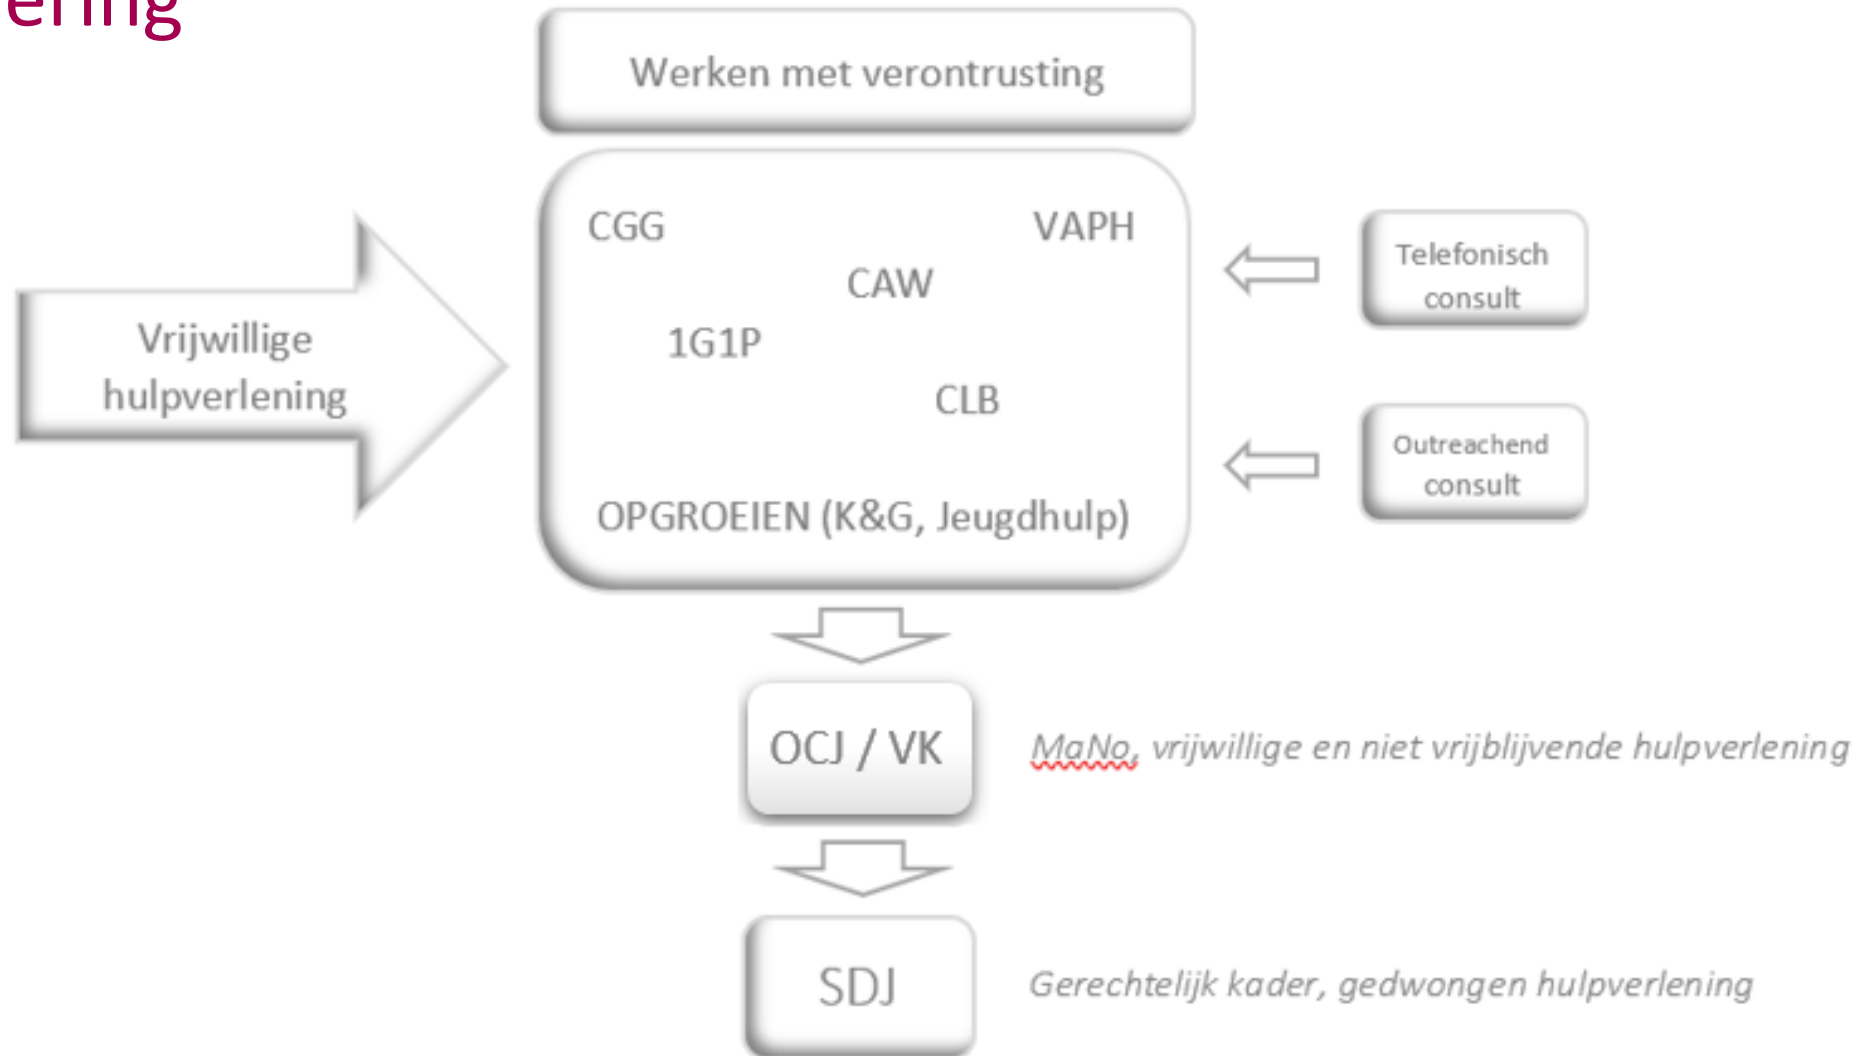 ering
Werken met verontrusting
CGG
VAPH
CAW
1G1P
CLB
OPGROEIEN (K&G, Jeugdhulp)
Vrijwillige
hulpverlening
Telefonisch
consult
Outreachend
consult
OCJ / VK
MaNo, vrijwillige en niet vrijblijvende hulpverlening
SDJ
Gerechtelijk kader, gedwongen hulpverlening